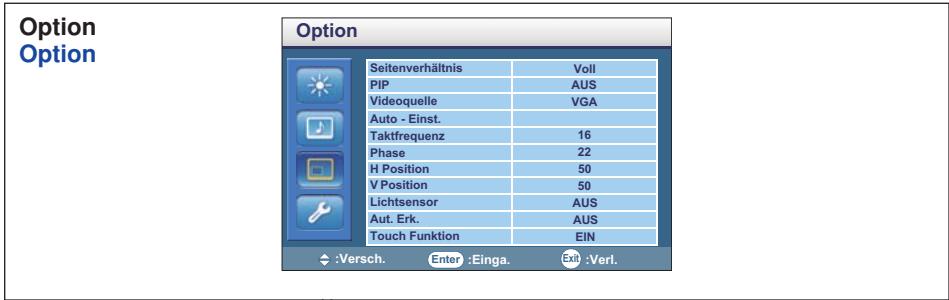 Option
Option
Option
Seitenverhältnis Voll
PIP AUS
Videoquelle VGA
Auto - Einst.
Taktfrequenz 16
Phase 22
H Position 50
V Position 50
Lichtsensor AUS
Aut. Erk. AUS
Touch Funktion EIN
:Versch. Enter :Einga. Exit :Verl.